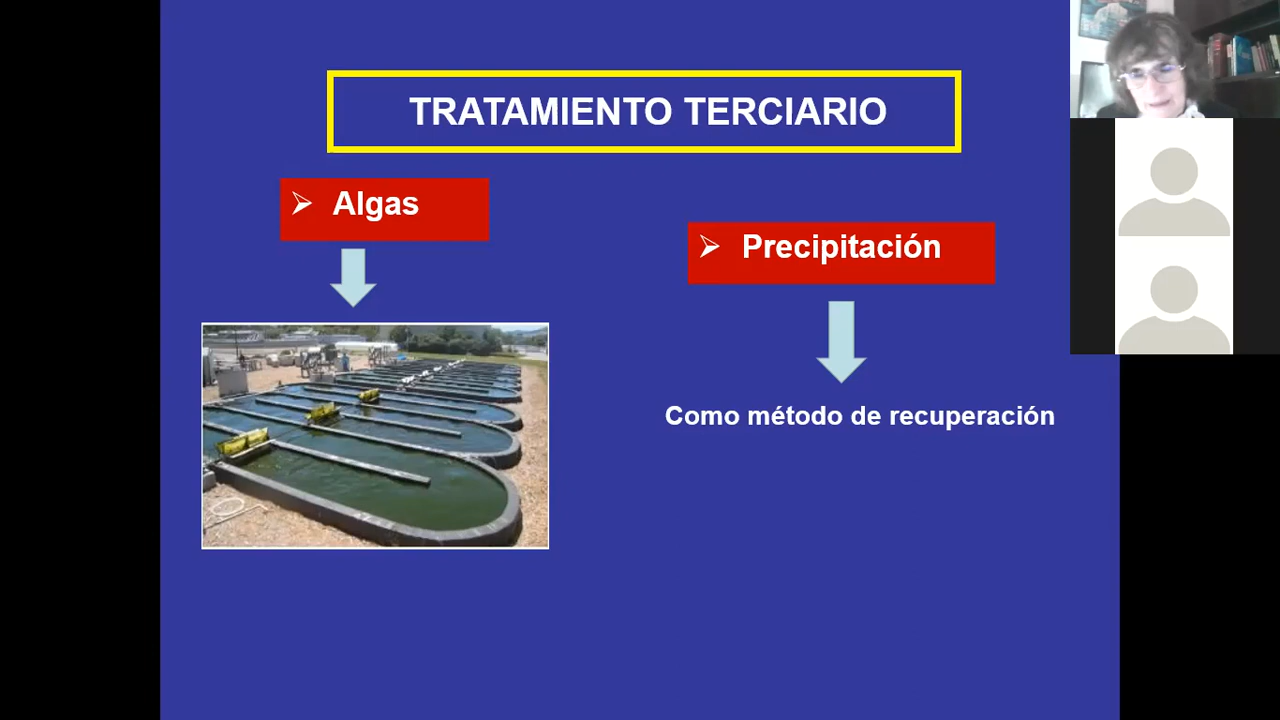 TRATAMIENTO TERCIARIO
➢ Algas
➢ Precipitación
Como método de recuperación